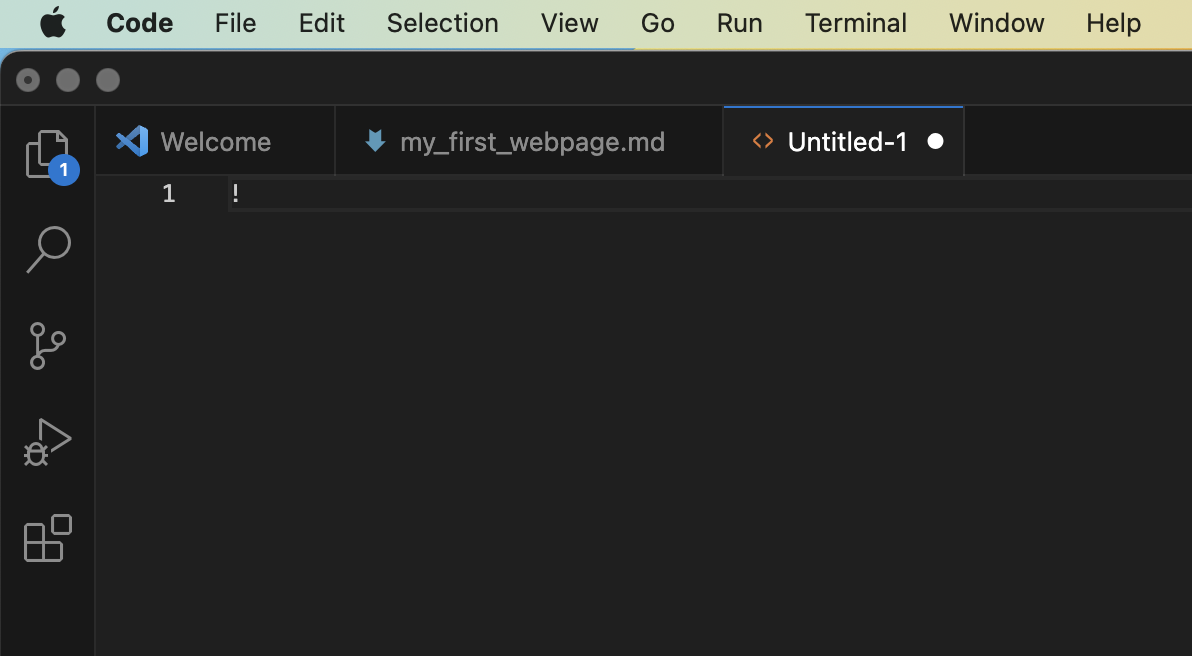 Code File Edit Selection View Go Run Terminal Window Help
Welcome my_first_webpage.md Untitled-1
1
1 !